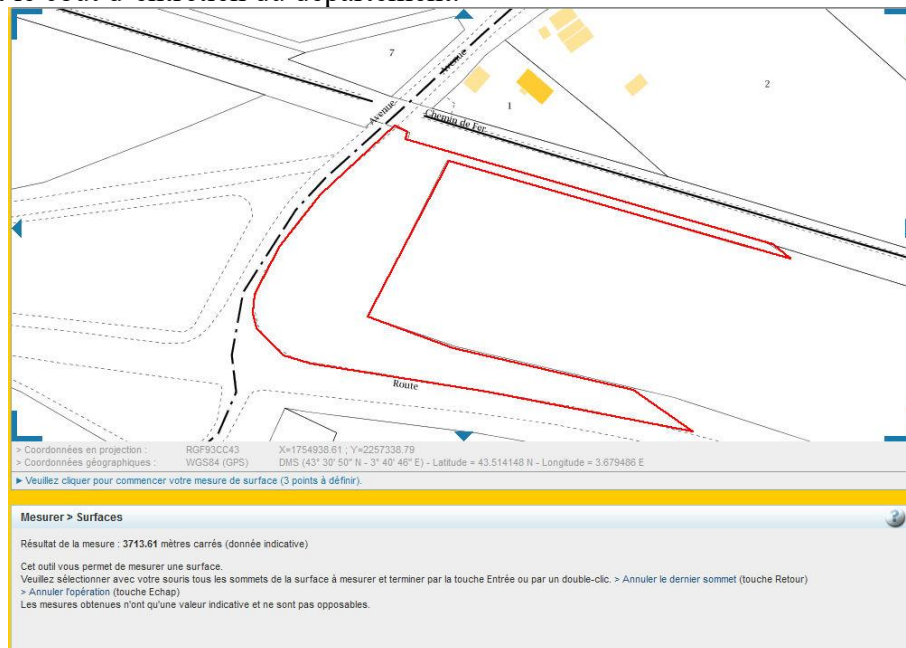 le coût d'entretien du département.
7
Avenue
2
1
Avenue
Chemin de Fer
Route
> Coordonnées en projection : RGF93CC43 X=1754938.61 ; Y=2257338.79
> Coordonnées géographiques : WGS84 (GPS) DMS (43° 30' 50" N - 3° 40' 46" E) - Latitude = 43.514148 N - Longitude = 3.679486 E
► Veuillez cliquer pour commencer votre mesure de surface (3 points à définir).
Mesurer > Surfaces
?
Résultat de la mesure : 3713.61 mètres carrés (donnée indicative)
Cet outil vous permet de mesurer une surface.
Veuillez sélectionner avec votre souris tous les sommets de la surface à mesurer et terminer par la touche Entrée ou par un double-clic. > Annuler le dernier sommet (touche Retour)
> Annuler l'opération (touche Echap)
Les mesures obtenues n'ont qu'une valeur indicative et ne sont pas opposables.